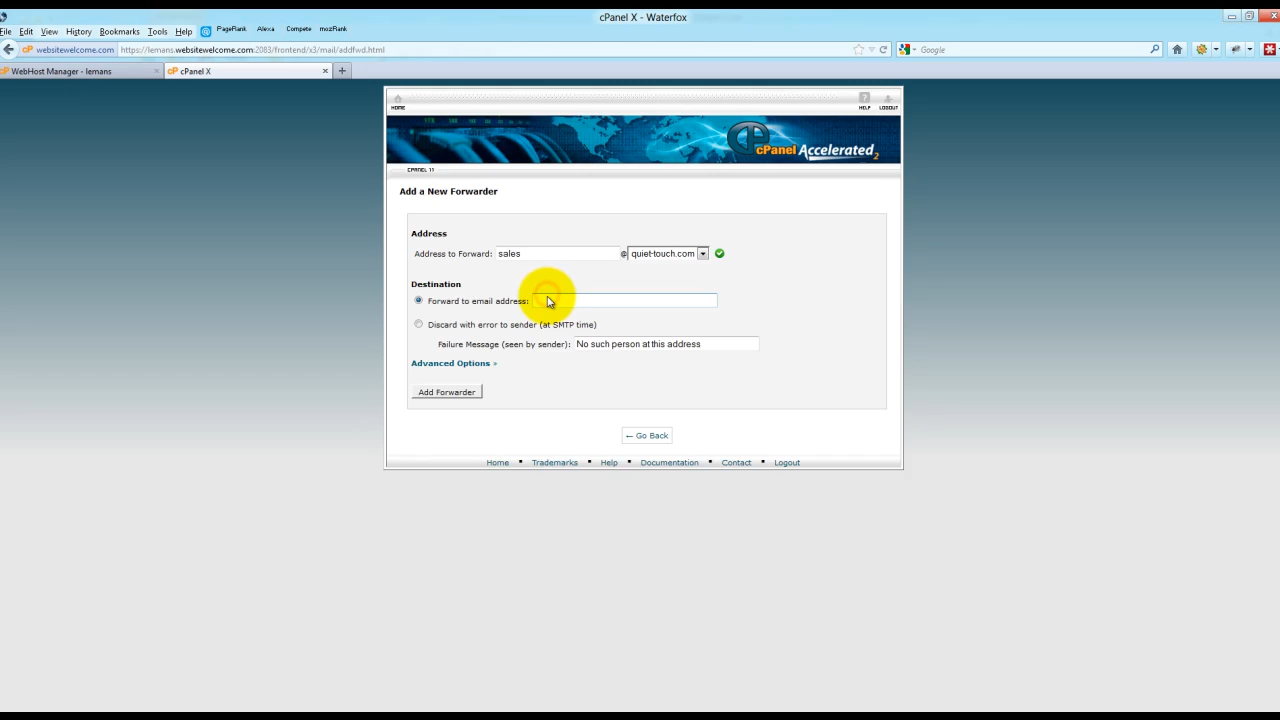 cPanel X - Waterfox
File Edit View History Bookmarks Tools Help PageRank Alexa Compete mozRank
websitewelcome.com https://lemans.websitewelcome.com:2083/frontend/x3/mail/addfwd.html Google
WebHost Manager - lemans cPanel X
HOME HELP LOGOUT
cPanel Accelerated2
CPANEL 11
Add a New Forwarder
Address
Address to Forward: sales @ quiet-touch.com
Destination
Forward to email address:
Discard with error to sender (at SMTP time)
Failure Message (seen by sender): No such person at this address
Advanced Options »
Add Forwarder
← Go Back
Home ▪ Trademarks ▪ Help ▪ Documentation ▪ Contact ▪ Logout